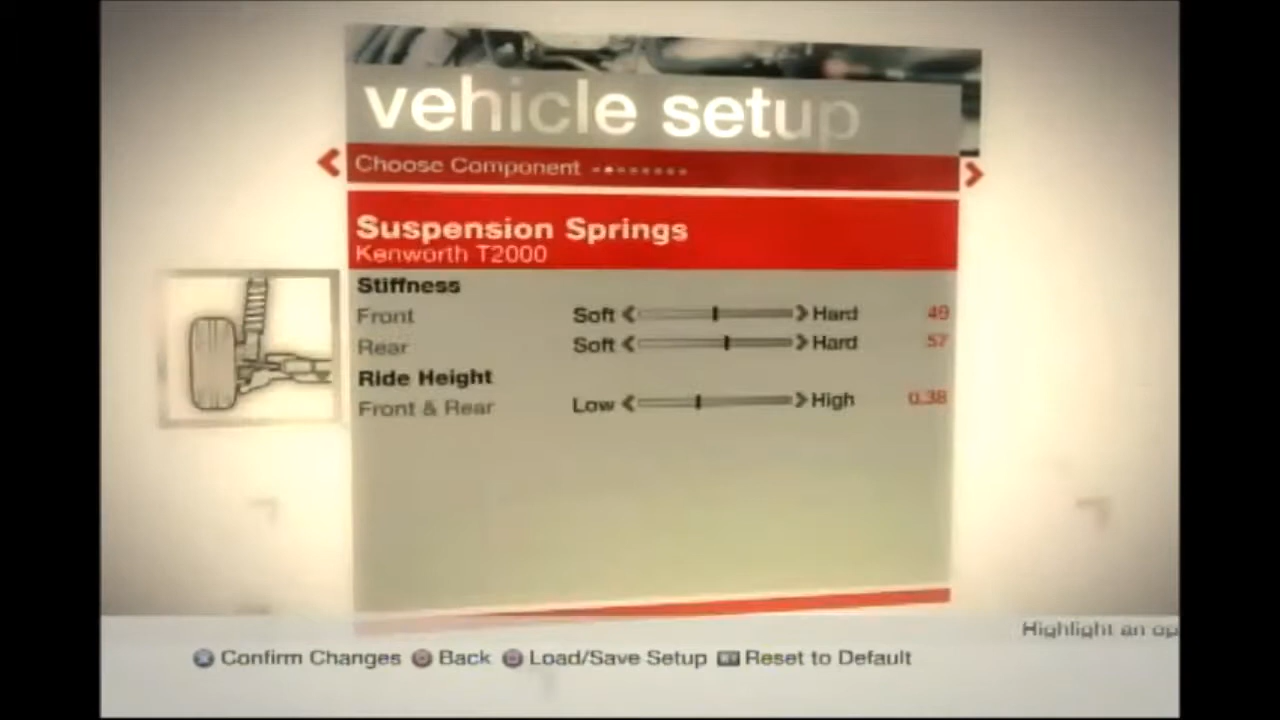 vehicle setup
Choose Component
Suspension Springs
Kenworth T2000
Stiffness
Front Soft Hard 49
Rear Soft Hard 57
Ride Height
Front & Rear Low High 0.38
Highlight an op
Confirm Changes Back Load/Save Setup Reset to Default